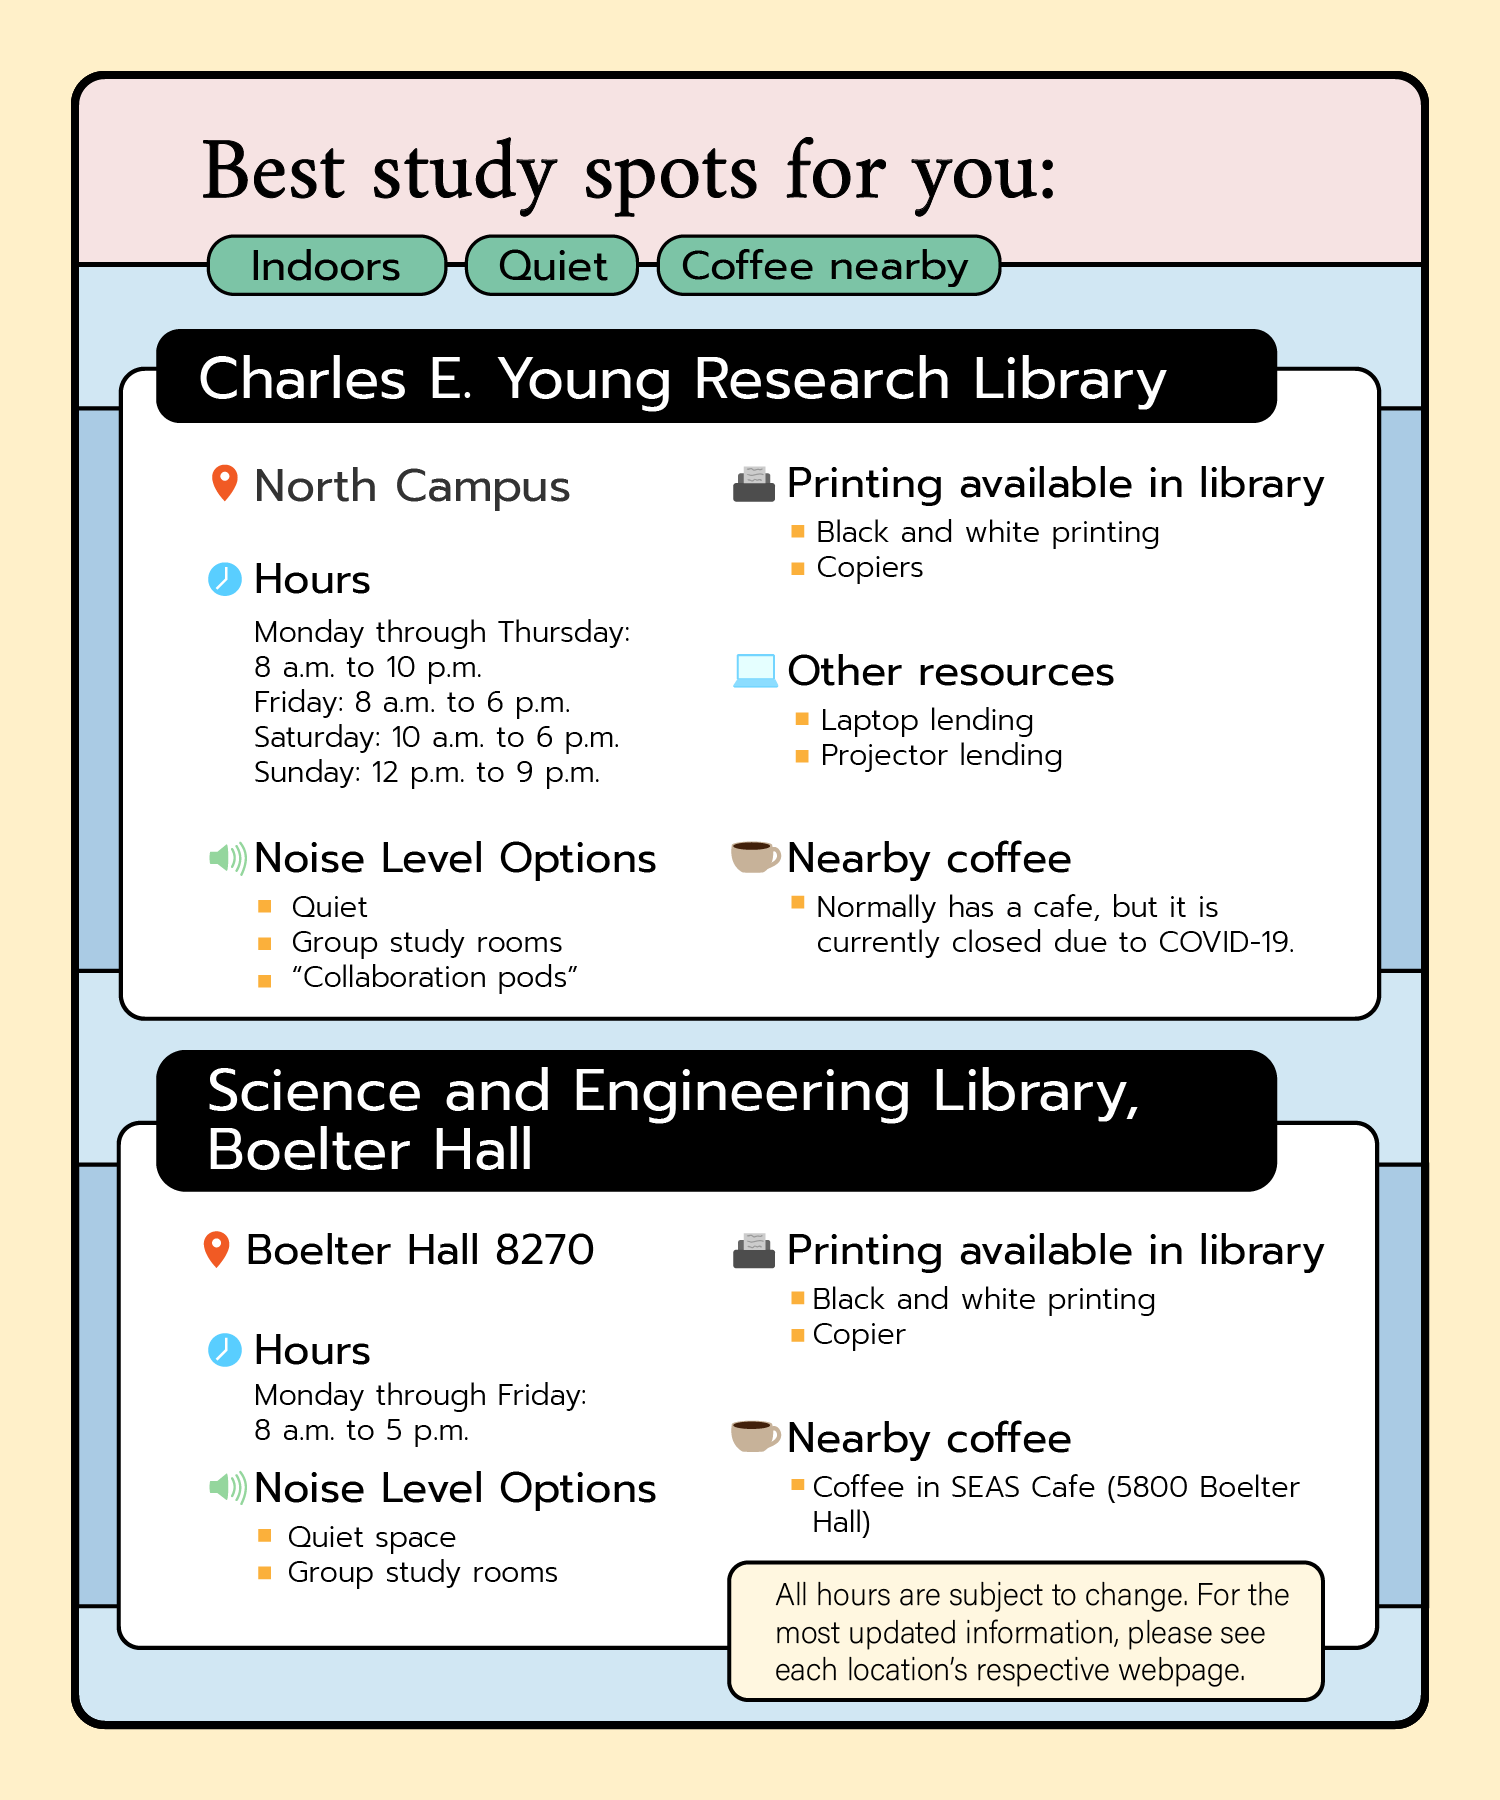 Best study spots for you:
Indoors
Quiet
Coffee nearby
Charles E. Young Research Library
North Campus
Hours
Monday through Thursday:
8 a.m. to 10 p.m.
Friday: 8 a.m. to 6 p.m.
Saturday: 10 a.m. to 6 p.m.
Sunday: 12 p.m. to 9 p.m.
Noise Level Options
Quiet
Group study rooms
“Collaboration pods”
Printing available in library
Black and white printing
Copiers
Other resources
Laptop lending
Projector lending
Nearby coffee
Normally has a cafe, but it is
currently closed due to COVID-19.
Science and Engineering Library,
Boelter Hall
Boelter Hall 8270
Hours
Monday through Friday:
8 a.m. to 5 p.m.
Noise Level Options
Quiet space
Group study rooms
Printing available in library
Black and white printing
Copier
Nearby coffee
Coffee in SEAS Cafe (5800 Boelter
Hall)
All hours are subject to change. For the
most updated information, please see
each location’s respective webpage.